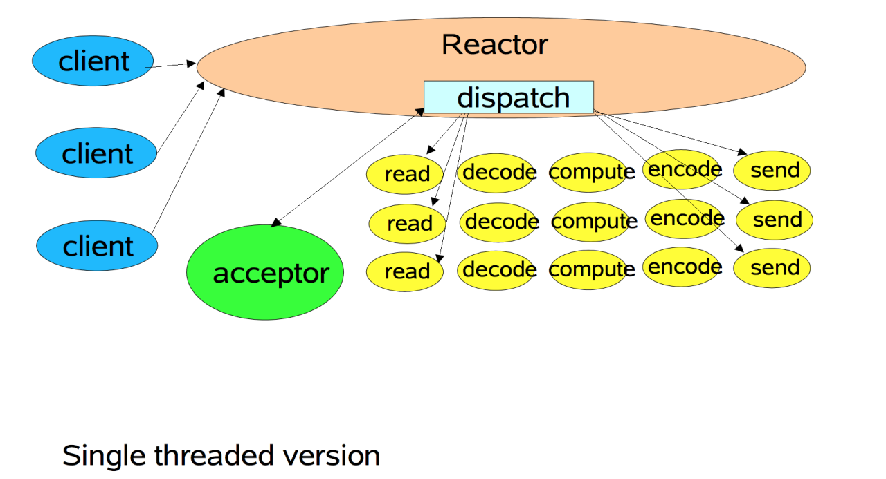 Reactor
client
dispatch
client
client
acceptor
read decode compute encode send
read decode compute encode send
read decode compute encode send
Single threaded version